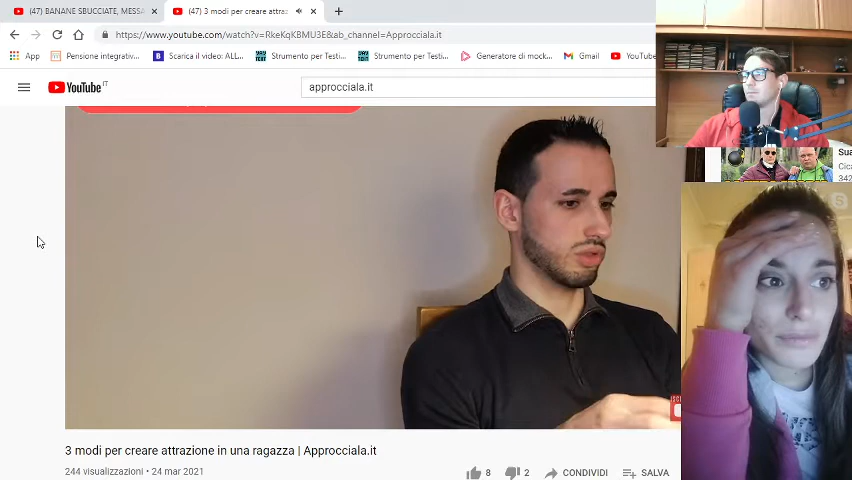 (47) BANANE SBUCCIATE, MESSA
(47) 3 modi per creare attraz
https://www.youtube.com/watch?v=RkeKqKBMU3E&ab_channel=Approcciala.it
App
Pensione integrativ...
Scarica il video: ALL...
Strumento per Testi...
Strumento per Testi...
Generatore di mock...
Gmail
YouTube
YouTube IT
approcciala.it
Sua
Cica
342
3 modi per creare attrazione in una ragazza | Approcciala.it
244 visualizzazioni • 24 mar 2021
8
2
CONDIVIDI
SALVA